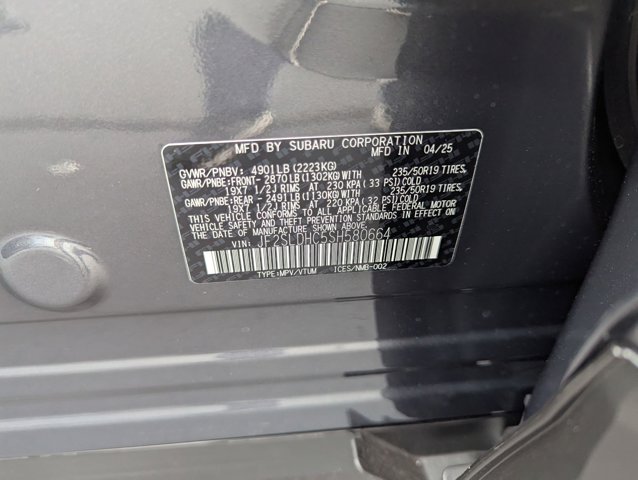 MFD BY SUBARU CORPORATION
MFD IN 04/25
GVWR/PNBV: 4901LB(2223KG)
GAWR/PNBE:FRONT-2870LB(1302KG)WITH 235/50R19 TIRES,
19X7 1/2J RIMS AT 230 KPA(33 PSI)COLD
GAWR/PNBE:REAR-2491LB(1130KG)WITH 235/50R19 TIRES,
19X7 1/2J RIMS AT 220 KPA(32 PSI)COLD
THIS VEHICLE CONFORMS TO ALL APPLICABLE FEDERAL MOTOR
VEHICLE SAFETY, BUMPER, AND THEFT PREVENTION STANDARDS
IN EFFECT ON THE DATE OF MANUFACTURE SHOWN ABOVE.
VIN: JF2SLDHC5SH580664
TYPE:MPV/VTUM ICES/NMB-002